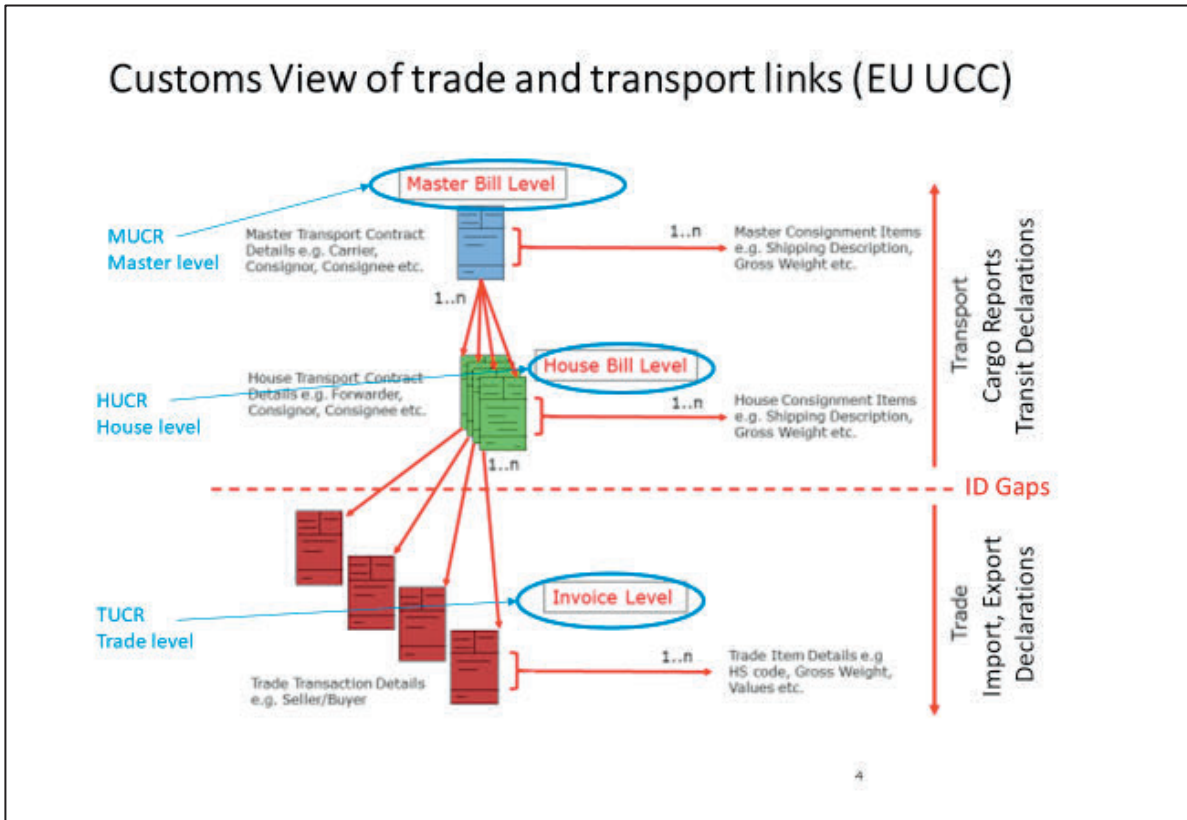 Customs View of trade and transport links (EU UCC)
Master Bill Level
MUCR
Master level
Master Transport Contract
Details e.g. Carrier,
Consignor, Consignee etc.
1..n
Master Consignment Items
e.g. Shipping Description,
Gross Weight etc.
1..n
House Bill Level
HUCR
House level
House Transport Contract
Details e.g. Forwarder,
Consignor, Consignee etc.
1..n
House Consignment Items
e.g. Shipping Description,
Gross Weight etc.
1..n
Transport
Cargo Reports
Transit Declarations
ID Gaps
Invoice Level
TUCR
Trade level
Trade Transaction Details
e.g. Seller/Buyer
1..n
Trade Item Details e.g
HS code, Gross Weight,
Values etc.
Trade
Import, Export
Declarations
4